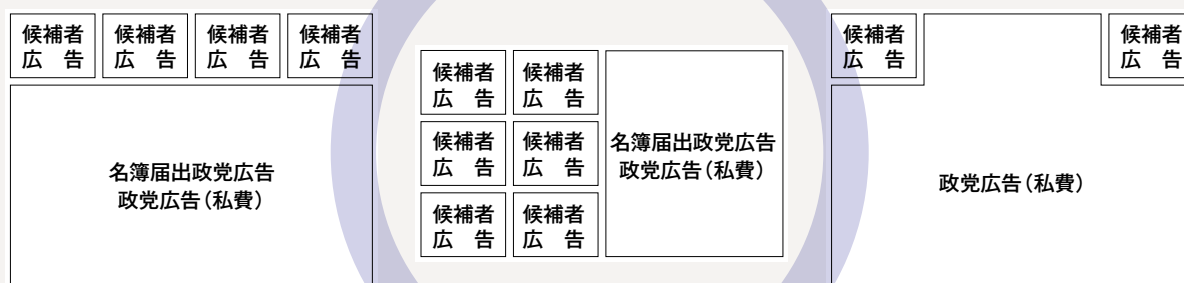 候補者
広　告
候補者
広　告
候補者
広　告
候補者
広　告
名簿届出政党広告
政党広告（私費）
候補者
広　告
候補者
広　告
候補者
広　告
候補者
広　告
候補者
広　告
候補者
広　告
名簿届出政党広告
政党広告（私費）
候補者
広　告
候補者
広　告
政党広告（私費）